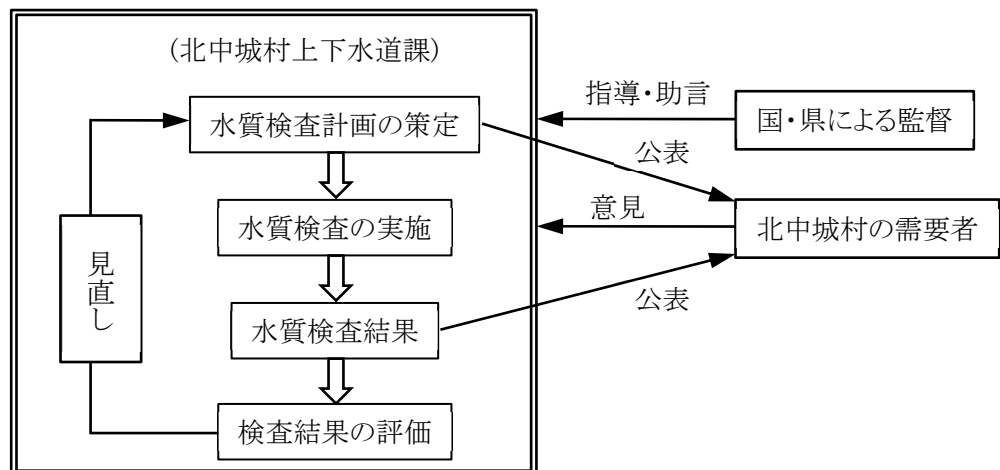 (北中城村上下水道課)
指導・助言
水質検査計画の策定
国・県による監督
公表
水質検査の実施
意見
北中城村の需要者
見直し
公表
水質検査結果
検査結果の評価